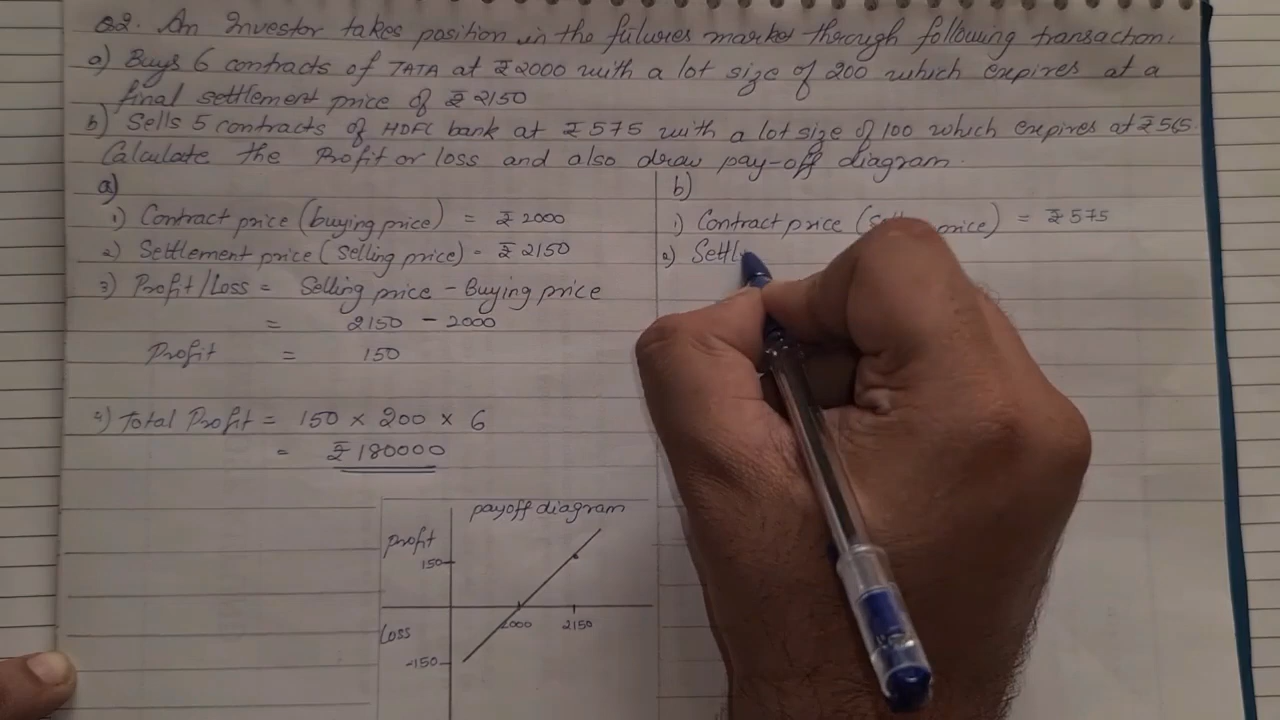 Q2. An Investor takes position in the futures market through following transaction.
a) Buys 6 contracts of TATA at ₹ 2000 with a lot size of 200 which expires at a
final settlement price of ₹ 2150
b) Sells 5 contracts of HDFC bank at ₹ 575 with a lot size of 100 which expires at ₹ 565.
Calculate the Profit or loss and also draw pay-off diagram.
a)
1) Contract price (buying price) = ₹ 2000
2) Settlement price (selling price) = ₹ 2150
3) Profit/Loss = Selling price - Buying price
= 2150 - 2000
Profit = 150
4) Total Profit = 150 × 200 × 6
= ₹ 180000
payoff diagram
profit
150
2000 2150
Loss
-150
b)
1) Contract price ( price) = ₹ 575
2) Settl